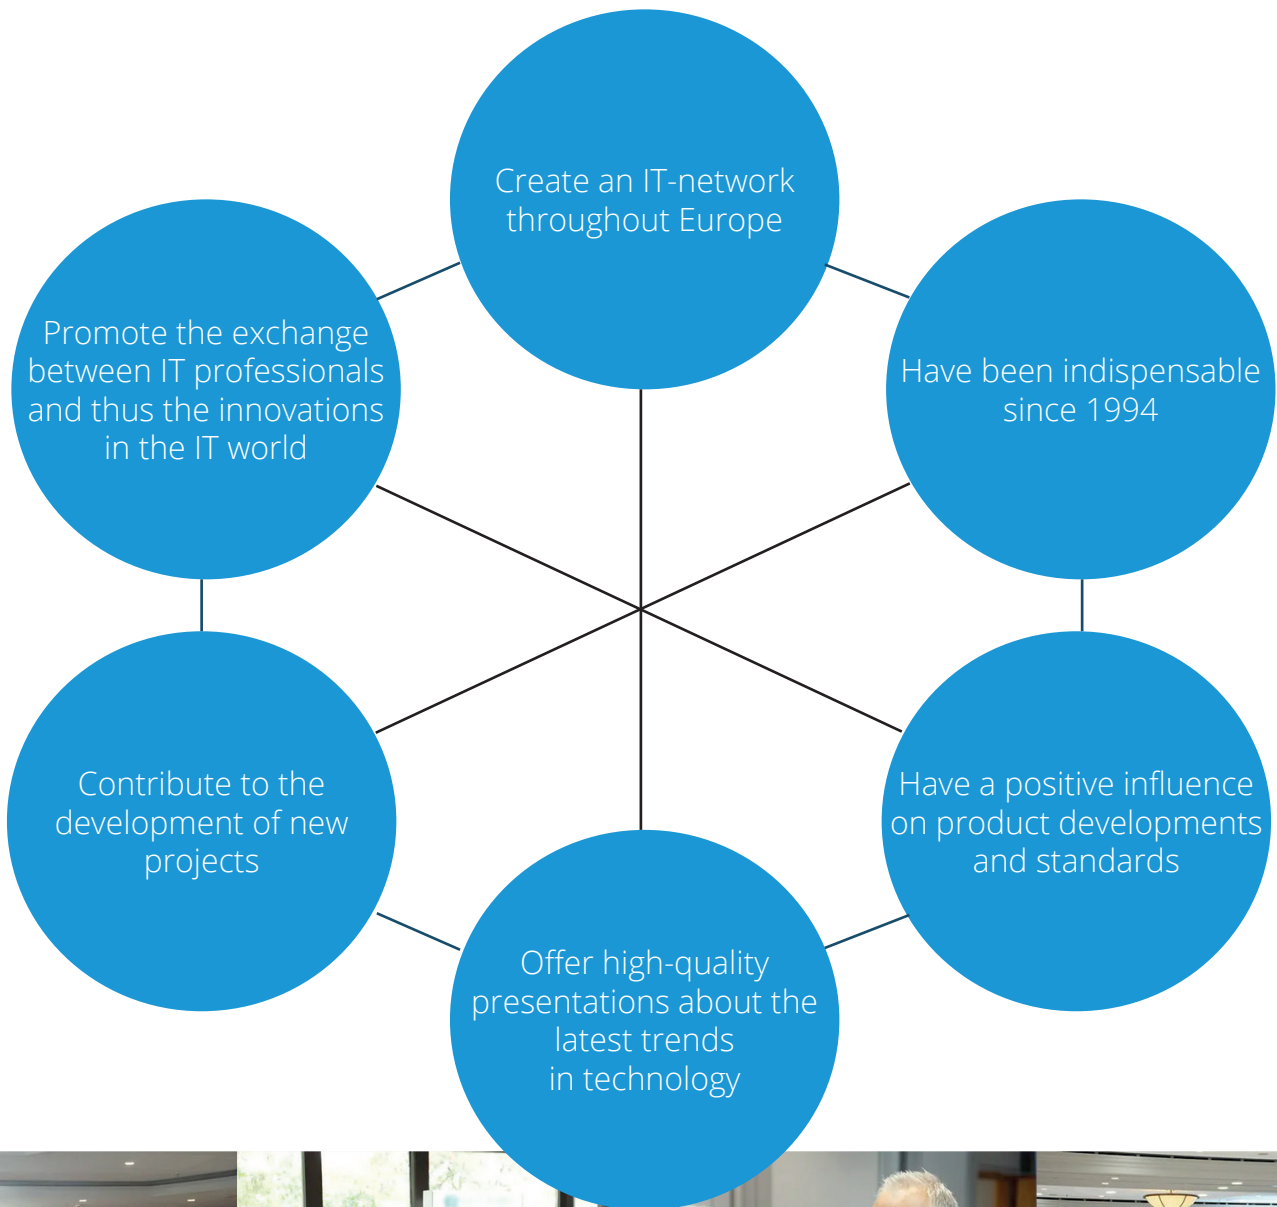 Create an IT-network
throughout Europe
Promote the exchange
between IT professionals
and thus the innovations
in the IT world
Have been indispensable
since 1994
Contribute to the
development of new
projects
Have a positive influence
on product developments
and standards
Offer high-quality
presentations about the
latest trends
in technology